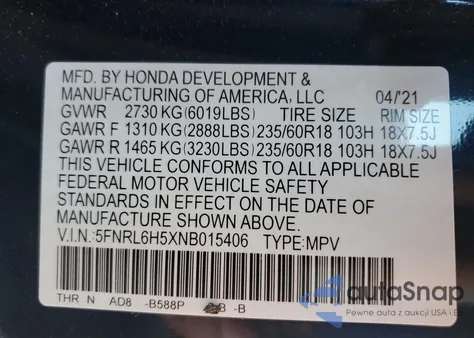 MFD. BY HONDA DEVELOPMENT &
MANUFACTURING OF AMERICA, LLC 04/'21
GVWR 2730 KG(6019LBS) TIRE SIZE RIM SIZE
GAWR F 1310 KG(2888LBS) 235/60R18 103H 18X7.5J
GAWR R 1465 KG(3230LBS) 235/60R18 103H 18X7.5J
THIS VEHICLE CONFORMS TO ALL APPLICABLE
FEDERAL MOTOR VEHICLE SAFETY
STANDARDS IN EFFECT ON THE DATE OF
MANUFACTURE SHOWN ABOVE.
V.I.N.:5FNRL6H5XNB015406 TYPE:MPV
THR N AD8 -B588P -B
autoSnap
Pewne auta z aukcji